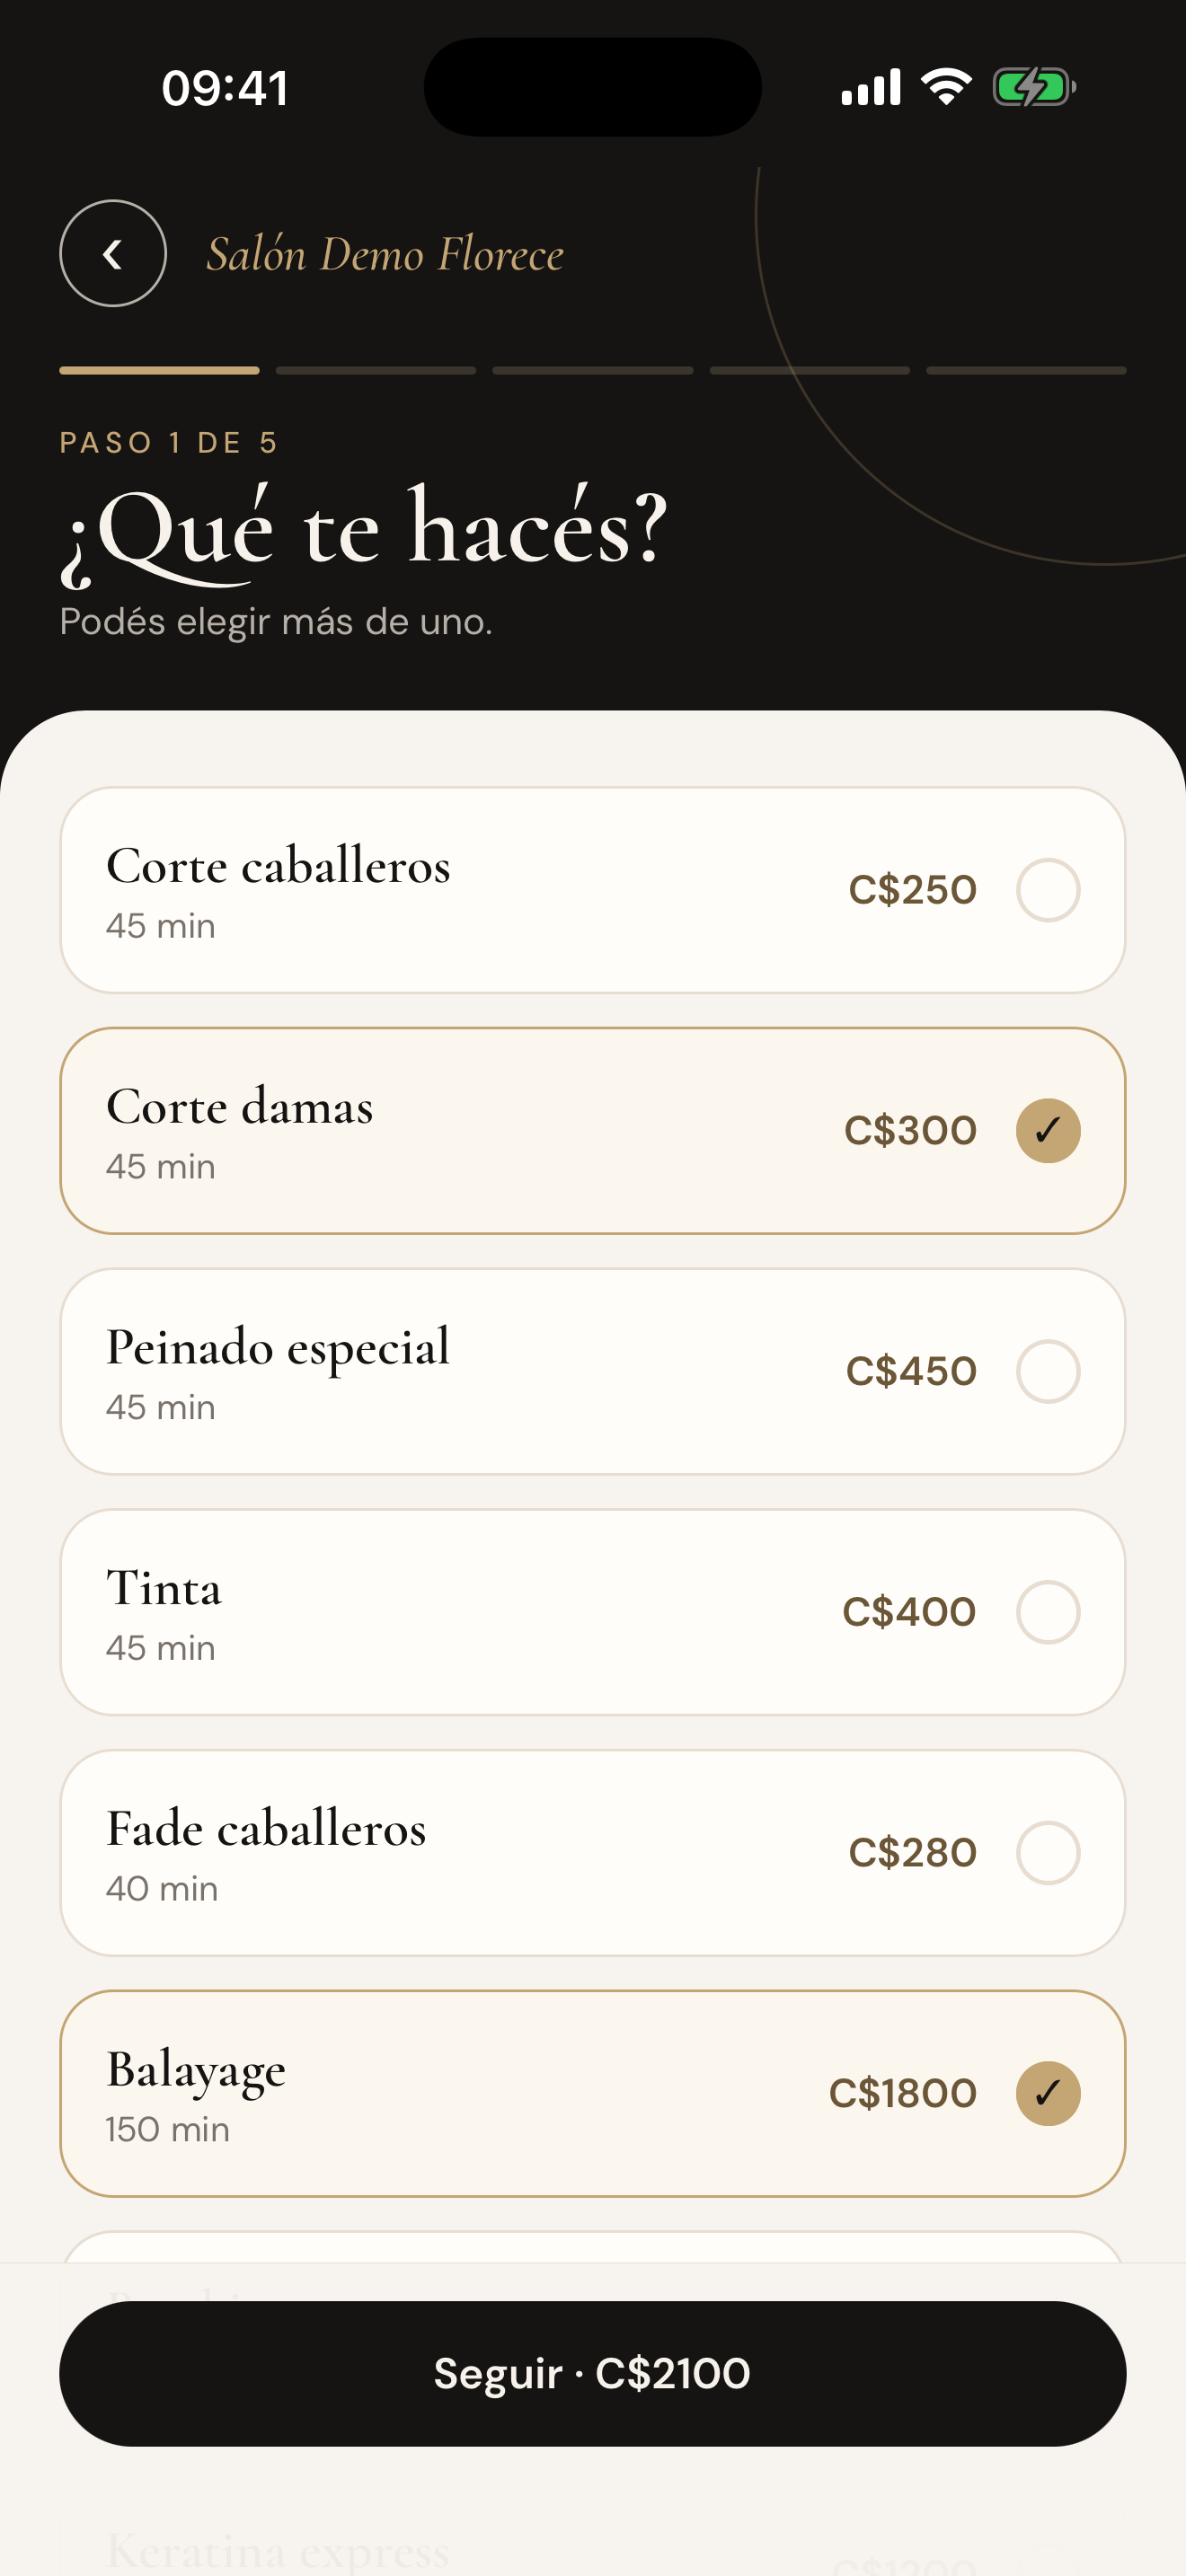 09:41
Salón Demo Florece
PASO 1 DE 5
¿Qué te hacés?
Podés elegir más de uno.
Corte caballeros
C$250
45 min
Corte damas
C$300
✓
45 min
Peinado especial
C$450
45 min
Tinta
C$400
45 min
Fade caballeros
C$280
40 min
Balayage
C$1800
✓
150 min
Seguir · C$2100
Keratina express
C$1200